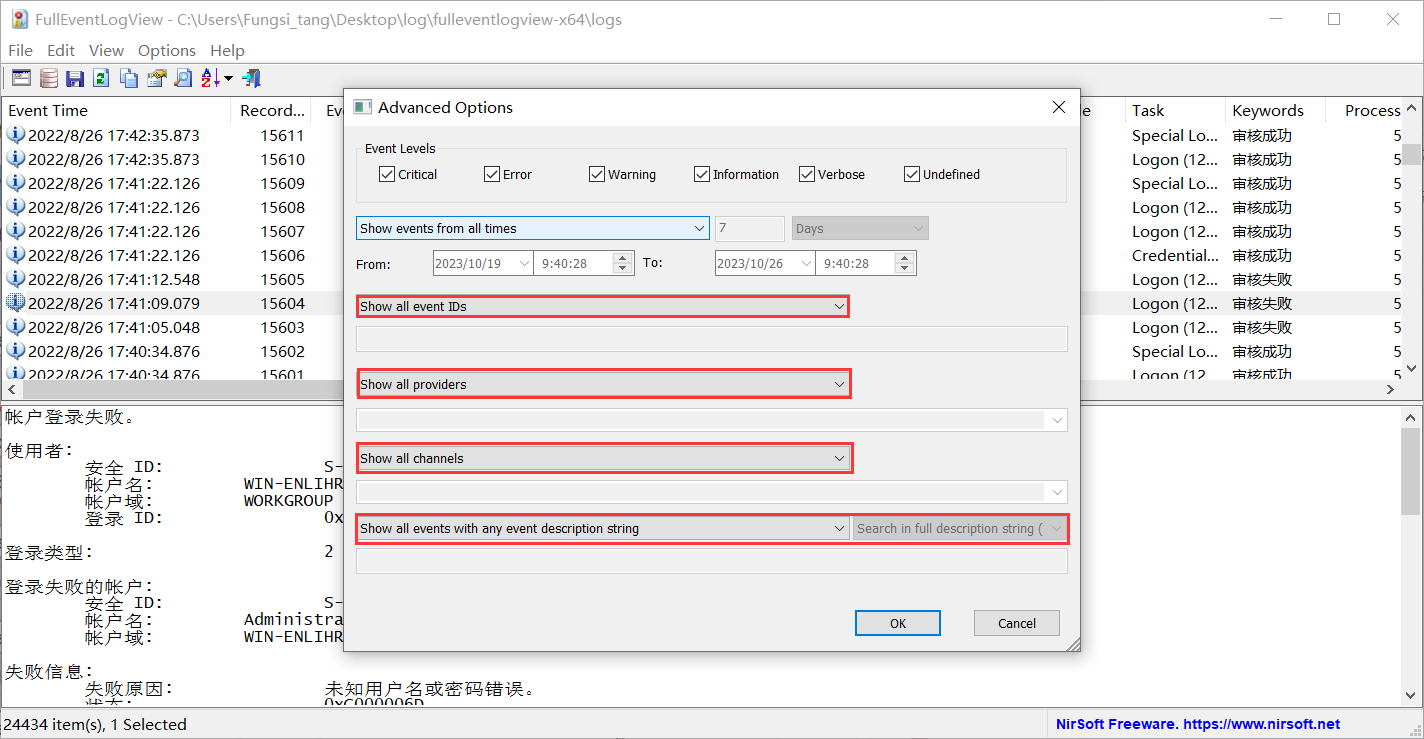 FullEventLogView - C:\Users\Fungsi_tang\Desktop\log\fulleventlogview-x64\logs
File Edit View Options Help
Event Time Record... Task Keywords Process
2022/8/26 17:42:35.873 15611 Special Lo... 审核成功 5
2022/8/26 17:42:35.873 15610 Logon (12... 审核成功 5
2022/8/26 17:41:22.126 15609 Special Lo... 审核成功 5
2022/8/26 17:41:22.126 15608 Logon (12... 审核成功 5
2022/8/26 17:41:22.126 15607 Logon (12... 审核成功 5
2022/8/26 17:41:22.126 15606 Credential... 审核成功 5
2022/8/26 17:41:12.548 15605 Logon (12... 审核失败 5
2022/8/26 17:41:09.079 15604 Logon (12... 审核失败 5
2022/8/26 17:41:05.048 15603 Logon (12... 审核失败 5
2022/8/26 17:40:34.876 15602 Special Lo... 审核成功 5
2022/8/26 17:40:34.876 15601 Logon (12... 审核成功 5
帐户登录失败。
使用者:
安全 ID: S-
帐户名: WIN-ENLIHR
帐户域: WORKGROUP
登录 ID: 0x
登录类型: 2
登录失败的帐户:
安全 ID: S-
帐户名: Administra
帐户域: WIN-ENLIHR
失败信息:
失败原因: 未知用户名或密码错误。
状态: 0xC000006D
24434 item(s), 1 Selected
NirSoft Freeware. https://www.nirsoft.net
Advanced Options
Event Levels
Critical Error Warning Information Verbose Undefined
Show events from all times 7 Days
From: 2023/10/19 9:40:28 To: 2023/10/26 9:40:28
Show all event IDs
Show all providers
Show all channels
Show all events with any event description string Search in full description string (
OK Cancel